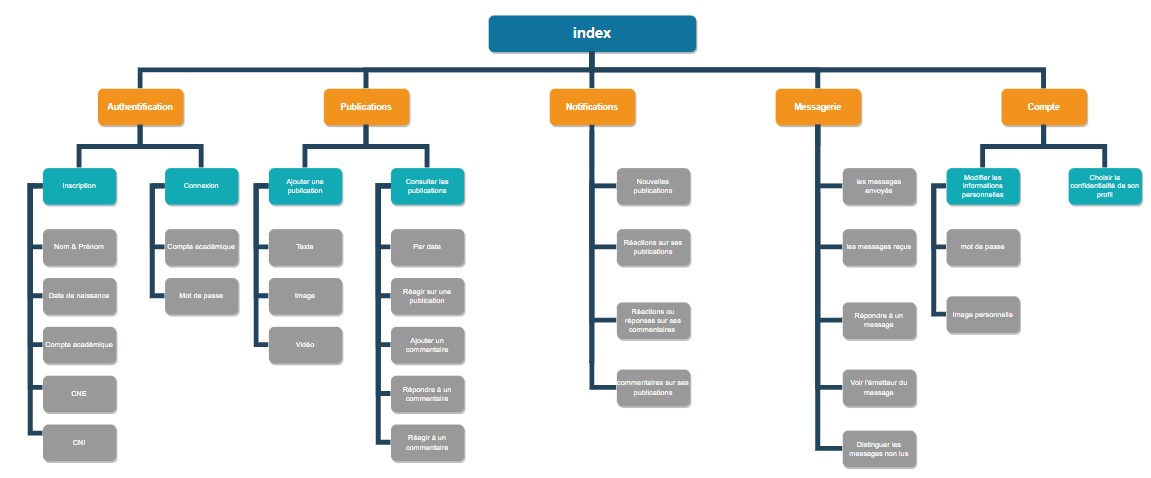 index
Authentification
Publications
Notifications
Messagerie
Compte
Inscription
Nom & Prénom
Date de naissance
Compte académique
CNE
CNI
Connexion
Compte académique
Mot de passe
Ajouter une
publication
Texte
Image
Vidéo
Consulter les
publications
Par date
Réagir sur une
publication
Ajouter un
commentaire
Répondre à un
commentaire
Réagir à un
commentaire
Nouvelles
publications
Réactions sur ses
publications
Réactions ou
réponses sur ses
commentaires
commentaires sur ses
publications
les messages
envoyés
les messages reçus
Répondre à un
message
Voir l'émetteur du
message
Distinguer les
messages non lus
Modifier les
informations
personnelles
mot de passe
Image personnelle
Choisir la
confidentialité de son
profil